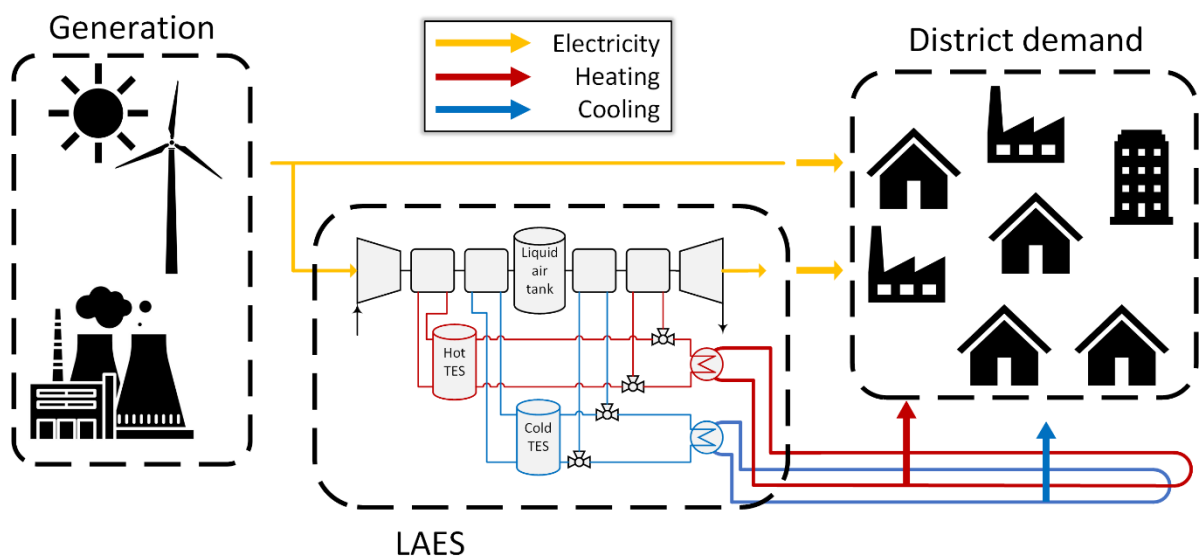 Generation
Electricity
Heating
Cooling
District demand
Liquid
air
tank
Hot
TES
Cold
TES
LAES